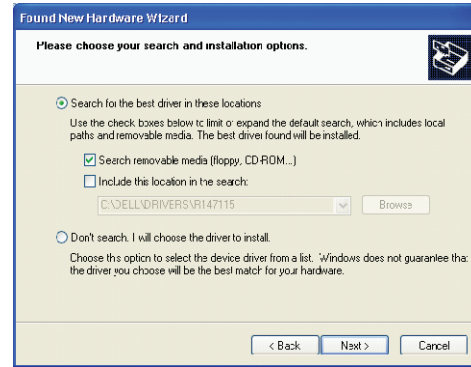 Found New Hardware Wizard
Please choose your search and installation options.
Search for the best driver in these locations
Use the check boxes below to limit or expand the default search, which includes local
paths and removable media. The best driver found will be installed.
Search removable media (floppy, CD-ROM...)
Include this location in the search:
C:\DELL\DRIVERS\R147115
Browse
Don't search. I will choose the driver to install.
Choose this option to select the device driver from a list. Windows does not guarantee that
the driver you choose will be the best match for your hardware.
< Back
Next >
Cancel